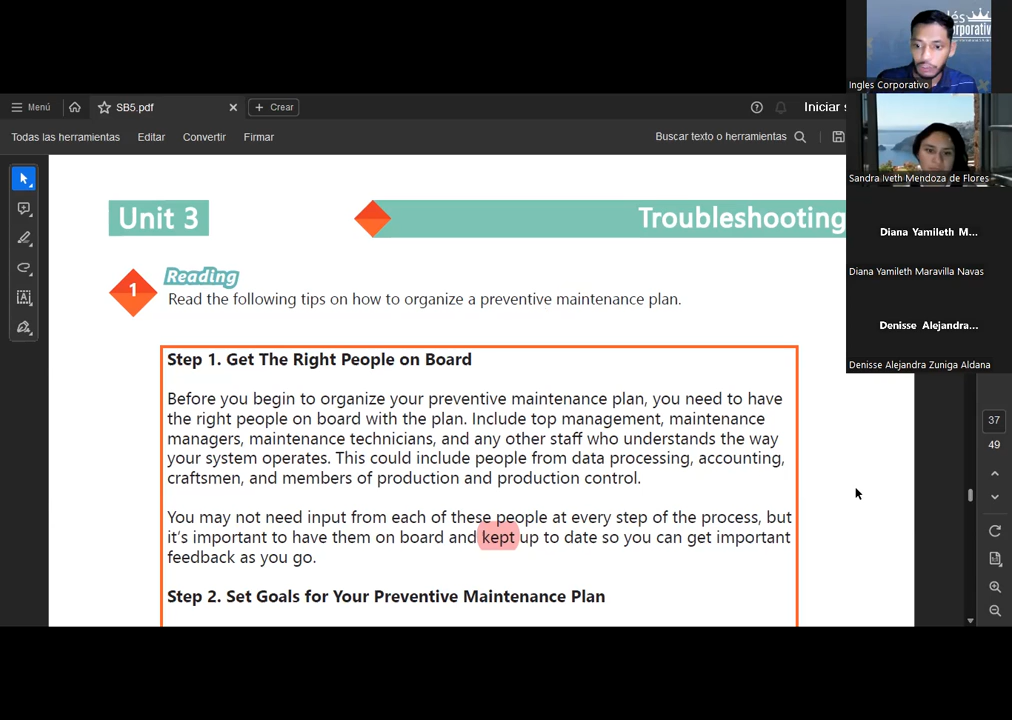 Menú
SB5.pdf
+ Crear
Iniciar s
Todas las herramientas
Editar
Convertir
Firmar
Buscar texto o herramientas
Unit 3
Troubleshooting
1
Reading
Read the following tips on how to organize a preventive maintenance plan.
Step 1. Get The Right People on Board
Before you begin to organize your preventive maintenance plan, you need to have
the right people on board with the plan. Include top management, maintenance
managers, maintenance technicians, and any other staff who understands the way
your system operates. This could include people from data processing, accounting,
craftsmen, and members of production and production control.
You may not need input from each of these people at every step of the process, but
it's important to have them on board and kept up to date so you can get important
feedback as you go.
Step 2. Set Goals for Your Preventive Maintenance Plan
37
49
Ingles Corporativo
Sandra Iveth Mendoza de Flores
Diana Yamileth M...
Diana Yamileth Maravilla Navas
Denisse Alejandra...
Denisse Alejandra Zuniga Aldana